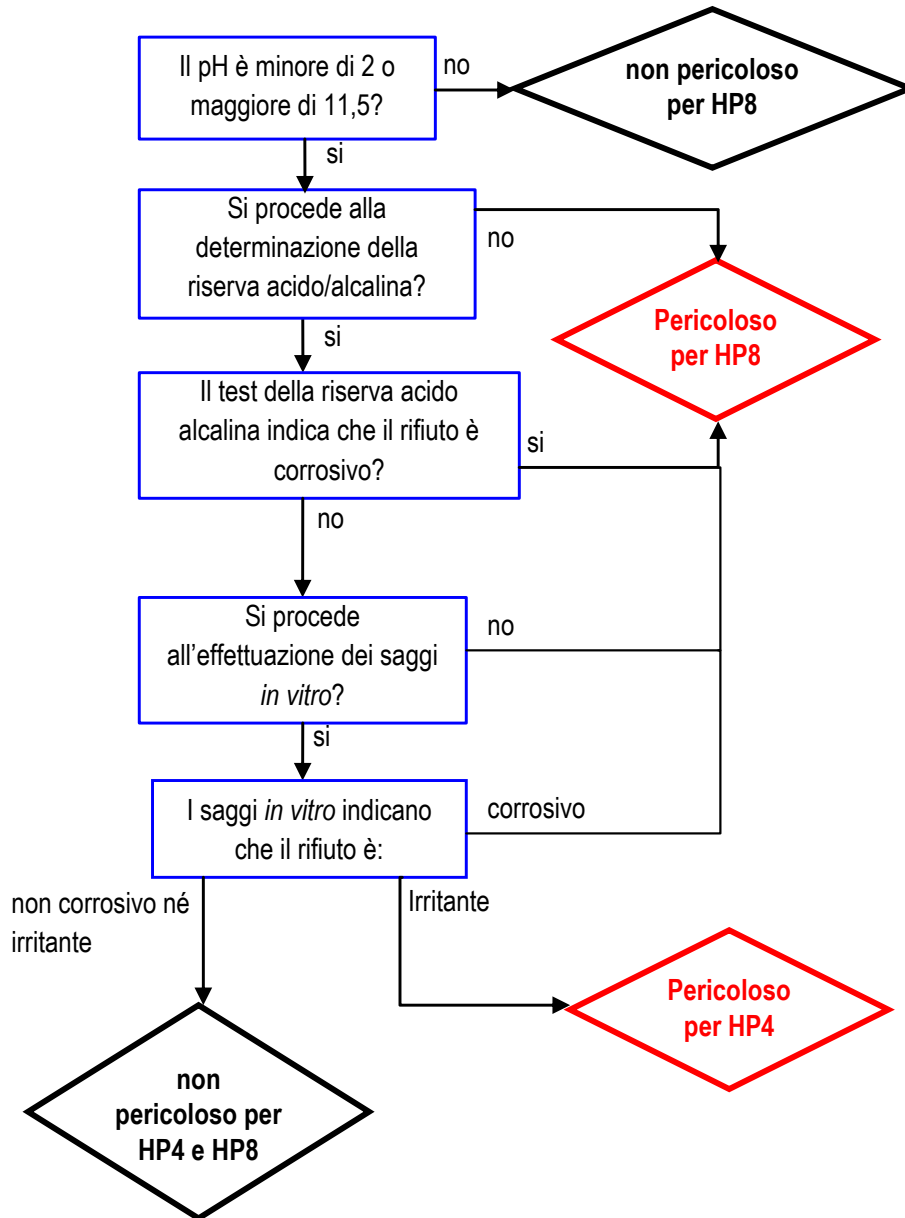 Il pH è minore di 2 o
maggiore di 11,5?
no
non pericoloso
per HP8
si
Si procede alla
determinazione della
riserva acido/alcalina?
no
Pericoloso
per HP8
si
Il test della riserva acido
alcalina indica che il rifiuto è
corrosivo?
si
no
Si procede
all’effettuazione dei saggi
in vitro?
no
si
I saggi in vitro indicano
che il rifiuto è:
corrosivo
non corrosivo né
irritante
Irritante
Pericoloso
per HP4
non
pericoloso per
HP4 e HP8